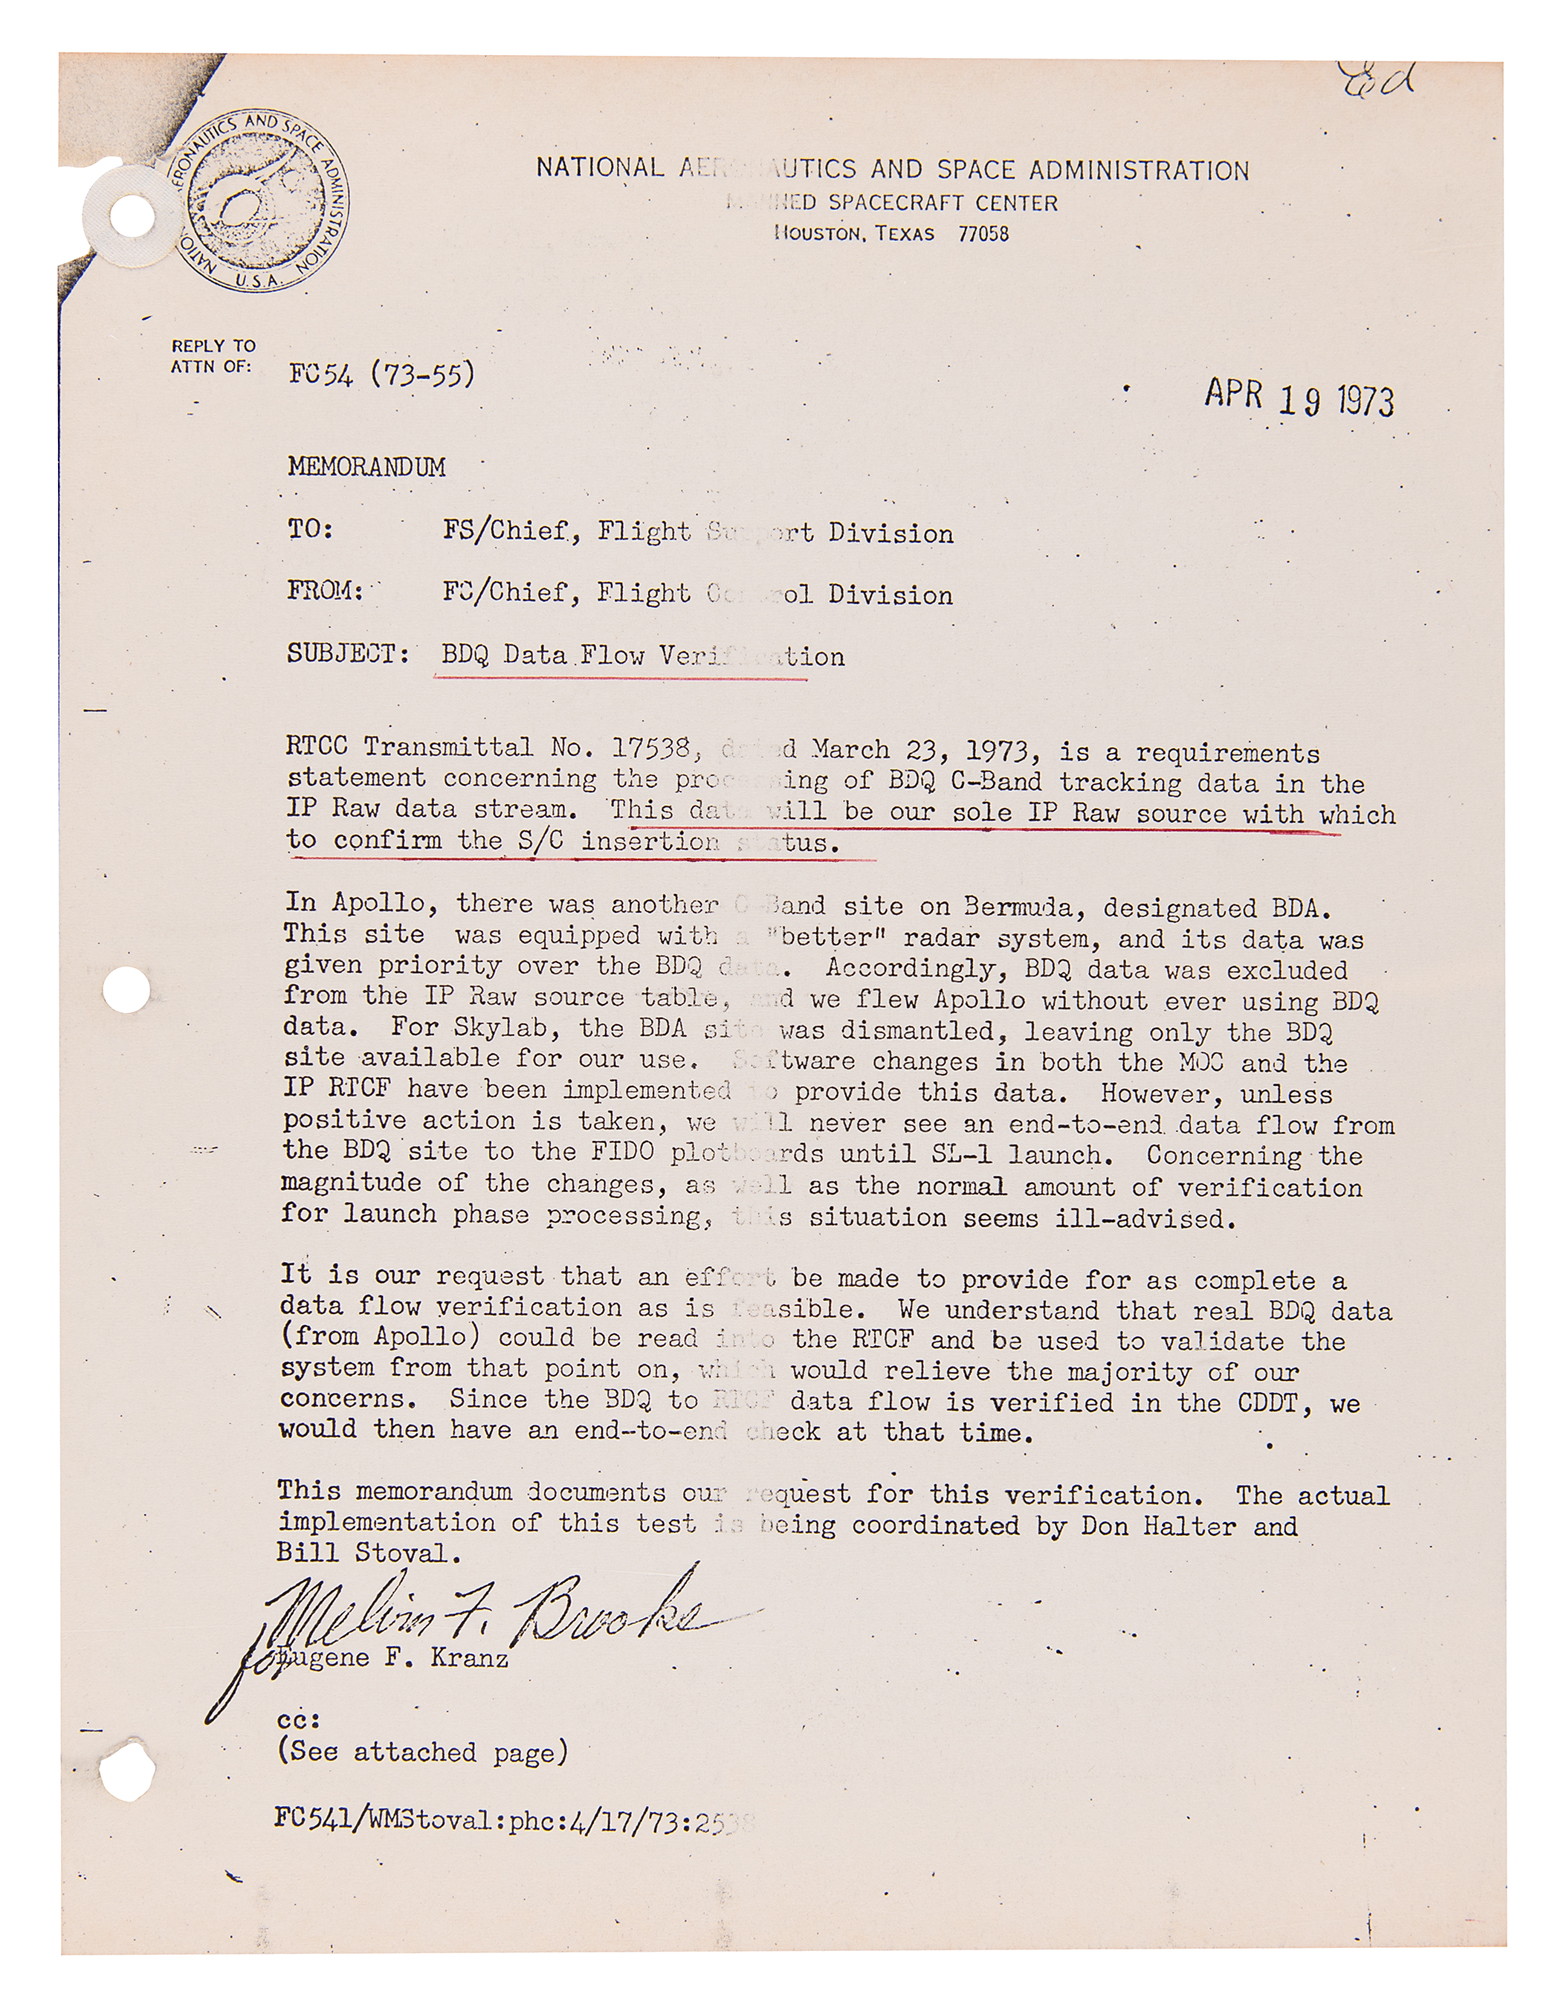 Ed
NATIONAL AERONAUTICS AND SPACE ADMINISTRATION
NATIONAL AERONAUTICS AND SPACE ADMINISTRATION
U.S.A.
MANNED SPACECRAFT CENTER
HOUSTON, TEXAS 77058
REPLY TO
ATTN OF: FC54 (73-55)
APR 19 1973
MEMORANDUM
TO: FS/Chief, Flight Support Division
FROM: FC/Chief, Flight Control Division
SUBJECT: BDQ Data Flow Verification
RTCC Transmittal No. 17538, dated March 23, 1973, is a requirements
statement concerning the processing of BDQ C-Band tracking data in the
IP Raw data stream. This data will be our sole IP Raw source with which
to confirm the S/C insertion status.
In Apollo, there was another C-Band site on Bermuda, designated BDA.
This site was equipped with a "better" radar system, and its data was
given priority over the BDQ data. Accordingly, BDQ data was excluded
from the IP Raw source table, and we flew Apollo without ever using BDQ
data. For Skylab, the BDA site was dismantled, leaving only the BDQ
site available for our use. Software changes in both the MOC and the
IP RTCF have been implemented to provide this data. However, unless
positive action is taken, we will never see an end-to-end data flow from
the BDQ site to the FIDO plotboards until SL-1 launch. Concerning the
magnitude of the changes, as well as the normal amount of verification
for launch phase processing, this situation seems ill-advised.
It is our request that an effort be made to provide for as complete a
data flow verification as is feasible. We understand that real BDQ data
(from Apollo) could be read into the RTCF and be used to validate the
system from that point on, which would relieve the majority of our
concerns. Since the BDQ to RTCF data flow is verified in the CDDT, we
would then have an end-to-end check at that time.
This memorandum documents our request for this verification. The actual
implementation of this test is being coordinated by Don Halter and
Bill Stoval.
Melvin F. Brooks
for Eugene F. Kranz
cc:
(See attached page)
FC541/WMStoval:phc:4/17/73:2538